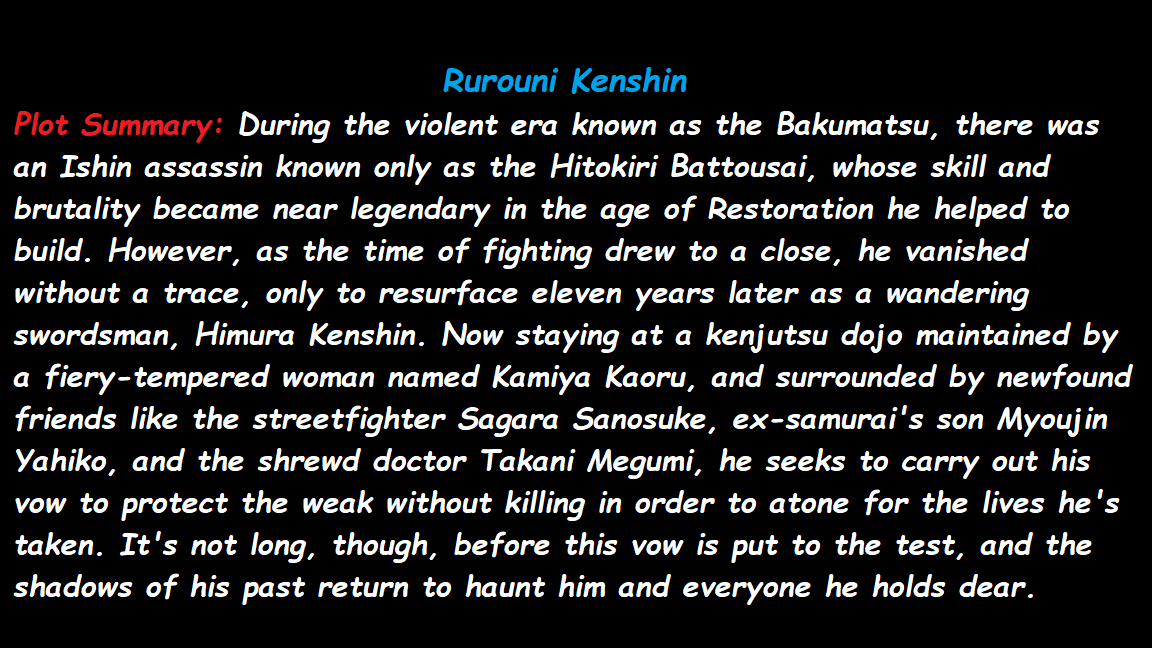 Rurouni Kenshin
Plot Summary: During the violent era known as the Bakumatsu, there was
an Ishin assassin known only as the Hitokiri Battousai, whose skill and
brutality became near legendary in the age of Restoration he helped to
build. However, as the time of fighting drew to a close, he vanished
without a trace, only to resurface eleven years later as a wandering
swordsman, Himura Kenshin. Now staying at a kenjutsu dojo maintained by
a fiery-tempered woman named Kamiya Kaoru, and surrounded by newfound
friends like the streetfighter Sagara Sanosuke, ex-samurai's son Myoujin
Yahiko, and the shrewd doctor Takani Megumi, he seeks to carry out his
vow to protect the weak without killing in order to atone for the lives he's
taken. It's not long, though, before this vow is put to the test, and the
shadows of his past return to haunt him and everyone he holds dear.